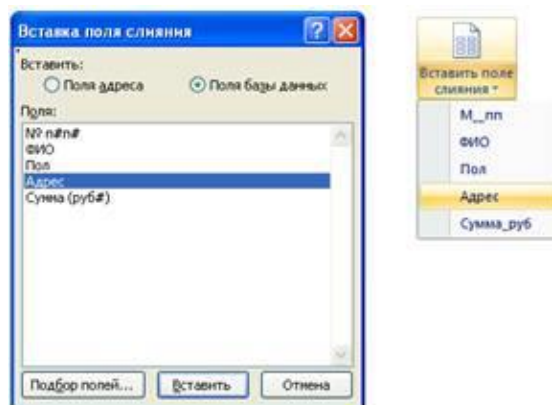 Вставка поля слияния
Вставить:
Поля адреса
Поля базы данных
Поля:
№ п#п#
ФИО
Пол
Адрес
Сумма (руб#)
Подбор полей...
Вставить
Отмена
Вставить поле
слияния
M__пп
ФИО
Пол
Адрес
Сумма_руб